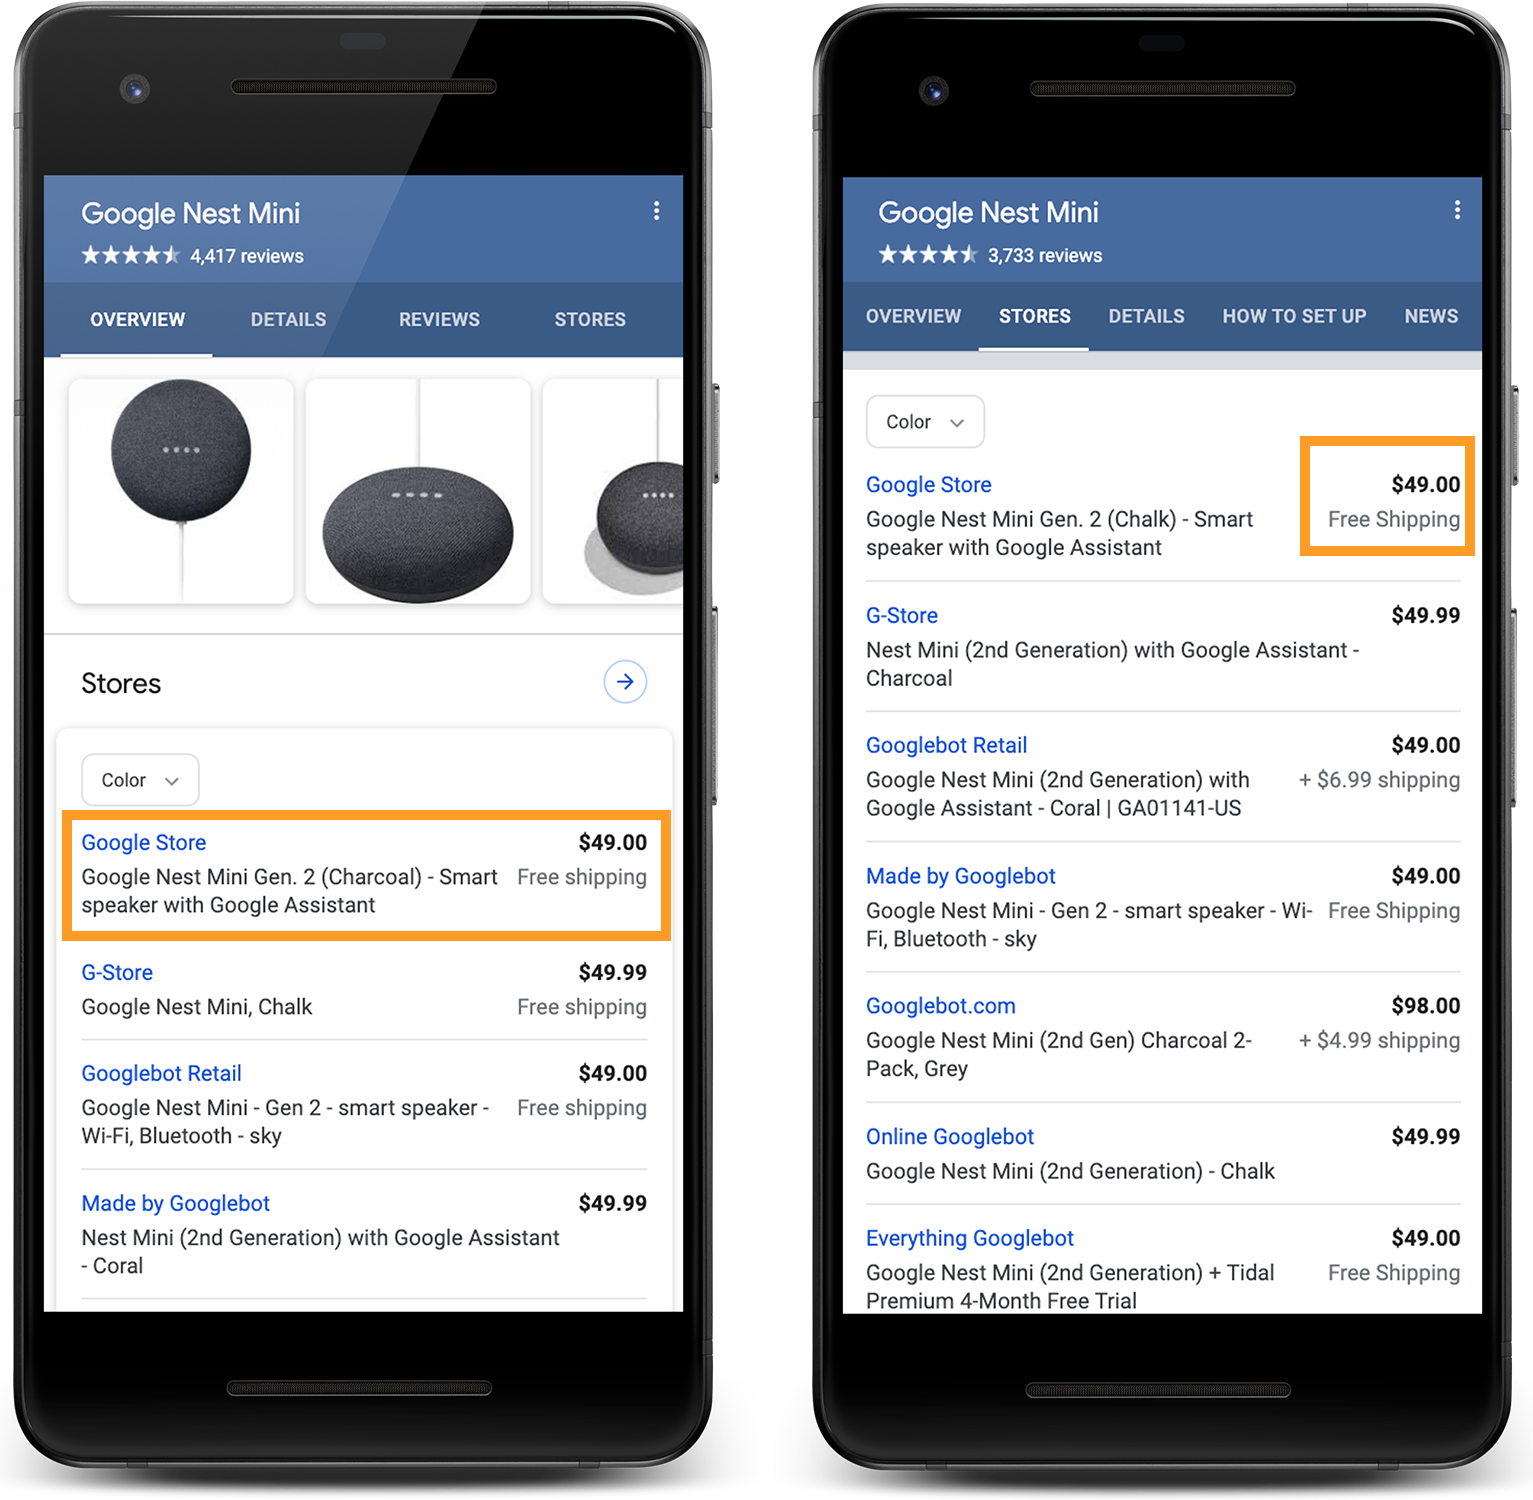 Google Nest Mini
4,417 reviews
OVERVIEW DETAILS REVIEWS STORES
Stores
Color
Google Store $49.00
Google Nest Mini Gen. 2 (Charcoal) - Smart Free shipping
speaker with Google Assistant
G-Store $49.99
Google Nest Mini, Chalk Free shipping
Googlebot Retail $49.00
Google Nest Mini - Gen 2 - smart speaker - Free shipping
Wi-Fi, Bluetooth - sky
Made by Googlebot $49.99
Nest Mini (2nd Generation) with Google Assistant
- Coral
Google Nest Mini
3,733 reviews
OVERVIEW STORES DETAILS HOW TO SET UP NEWS
Color
Google Store $49.00
Google Nest Mini Gen. 2 (Chalk) - Smart Free Shipping
speaker with Google Assistant
G-Store $49.99
Nest Mini (2nd Generation) with Google Assistant -
Charcoal
Googlebot Retail $49.00
Google Nest Mini (2nd Generation) with + $6.99 shipping
Google Assistant - Coral | GA01141-US
Made by Googlebot $49.00
Google Nest Mini - Gen 2 - smart speaker - Wi- Free Shipping
Fi, Bluetooth - sky
Googlebot.com $98.00
Google Nest Mini (2nd Gen) Charcoal 2- + $4.99 shipping
Pack, Grey
Online Googlebot $49.99
Google Nest Mini (2nd Generation) - Chalk
Everything Googlebot $49.00
Google Nest Mini (2nd Generation) + Tidal Free Shipping
Premium 4-Month Free Trial